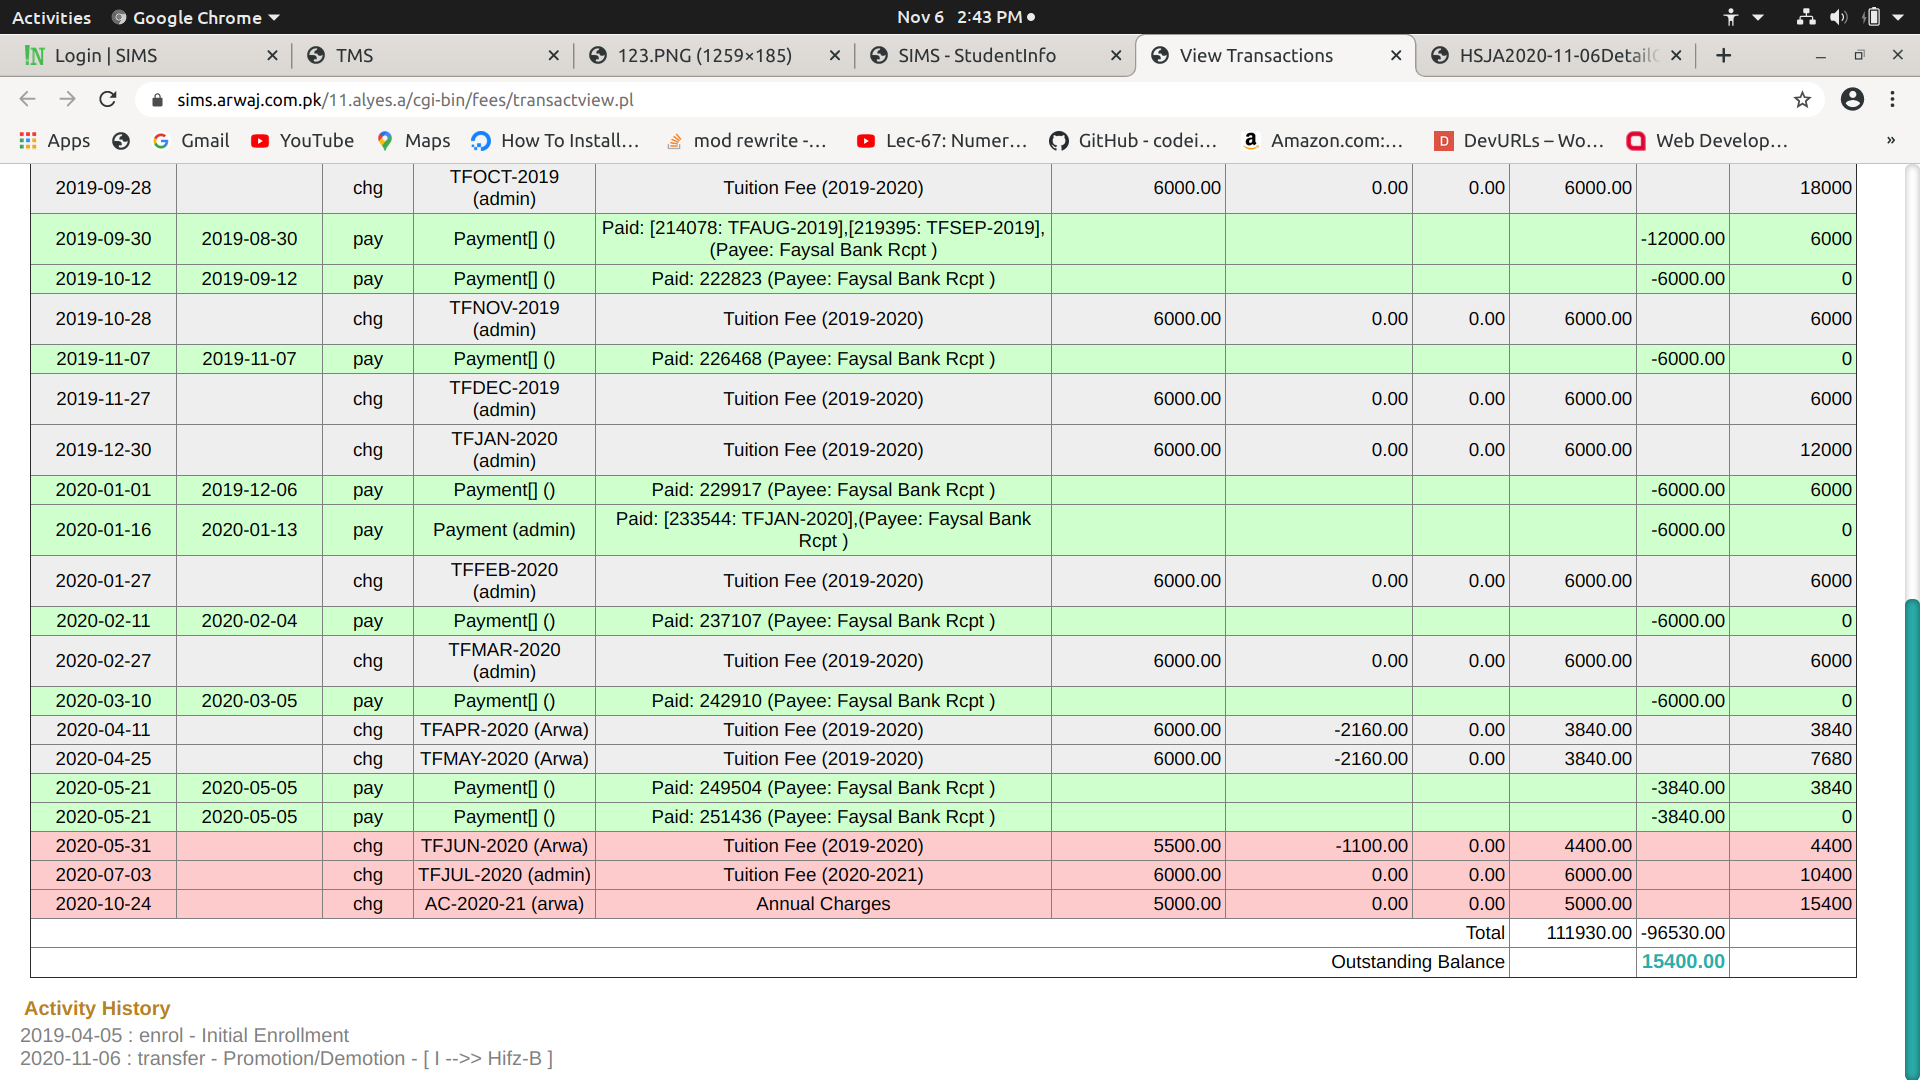 Activities Google Chrome Nov 6 2:43 PM
Login | SIMS TMS 123.PNG (1259×185) SIMS - StudentInfo View Transactions HSJA2020-11-06Detail
sims.arwaj.com.pk/11.alyes.a/cgi-bin/fees/transactview.pl
Apps Gmail YouTube Maps How To Install... mod rewrite -... Lec-67: Numer... GitHub - codei... Amazon.com:... DevURLs – Wo... Web Develop... »
2019-09-28 chg TFOCT-2019 (admin) Tuition Fee (2019-2020) 6000.00 0.00 0.00 6000.00 18000
2019-09-30 2019-08-30 pay Payment[] () Paid: [214078: TFAUG-2019],[219395: TFSEP-2019],(Payee: Faysal Bank Rcpt ) -12000.00 6000
2019-10-12 2019-09-12 pay Payment[] () Paid: 222823 (Payee: Faysal Bank Rcpt ) -6000.00 0
2019-10-28 chg TFNOV-2019 (admin) Tuition Fee (2019-2020) 6000.00 0.00 0.00 6000.00 6000
2019-11-07 2019-11-07 pay Payment[] () Paid: 226468 (Payee: Faysal Bank Rcpt ) -6000.00 0
2019-11-27 chg TFDEC-2019 (admin) Tuition Fee (2019-2020) 6000.00 0.00 0.00 6000.00 6000
2019-12-30 chg TFJAN-2020 (admin) Tuition Fee (2019-2020) 6000.00 0.00 0.00 6000.00 12000
2020-01-01 2019-12-06 pay Payment[] () Paid: 229917 (Payee: Faysal Bank Rcpt ) -6000.00 6000
2020-01-16 2020-01-13 pay Payment (admin) Paid: [233544: TFJAN-2020],(Payee: Faysal Bank Rcpt ) -6000.00 0
2020-01-27 chg TFFEB-2020 (admin) Tuition Fee (2019-2020) 6000.00 0.00 0.00 6000.00 6000
2020-02-11 2020-02-04 pay Payment[] () Paid: 237107 (Payee: Faysal Bank Rcpt ) -6000.00 0
2020-02-27 chg TFMAR-2020 (admin) Tuition Fee (2019-2020) 6000.00 0.00 0.00 6000.00 6000
2020-03-10 2020-03-05 pay Payment[] () Paid: 242910 (Payee: Faysal Bank Rcpt ) -6000.00 0
2020-04-11 chg TFAPR-2020 (Arwa) Tuition Fee (2019-2020) 6000.00 -2160.00 0.00 3840.00 3840
2020-04-25 chg TFMAY-2020 (Arwa) Tuition Fee (2019-2020) 6000.00 -2160.00 0.00 3840.00 7680
2020-05-21 2020-05-05 pay Payment[] () Paid: 249504 (Payee: Faysal Bank Rcpt ) -3840.00 3840
2020-05-21 2020-05-05 pay Payment[] () Paid: 251436 (Payee: Faysal Bank Rcpt ) -3840.00 0
2020-05-31 chg TFJUN-2020 (Arwa) Tuition Fee (2019-2020) 5500.00 -1100.00 0.00 4400.00 4400
2020-07-03 chg TFJUL-2020 (admin) Tuition Fee (2020-2021) 6000.00 0.00 0.00 6000.00 10400
2020-10-24 chg AC-2020-21 (arwa) Annual Charges 5000.00 0.00 0.00 5000.00 15400
Total 111930.00 -96530.00
Outstanding Balance 15400.00
Activity History
2019-04-05 : enrol - Initial Enrollment
2020-11-06 : transfer - Promotion/Demotion - [ I -->> Hifz-B ]